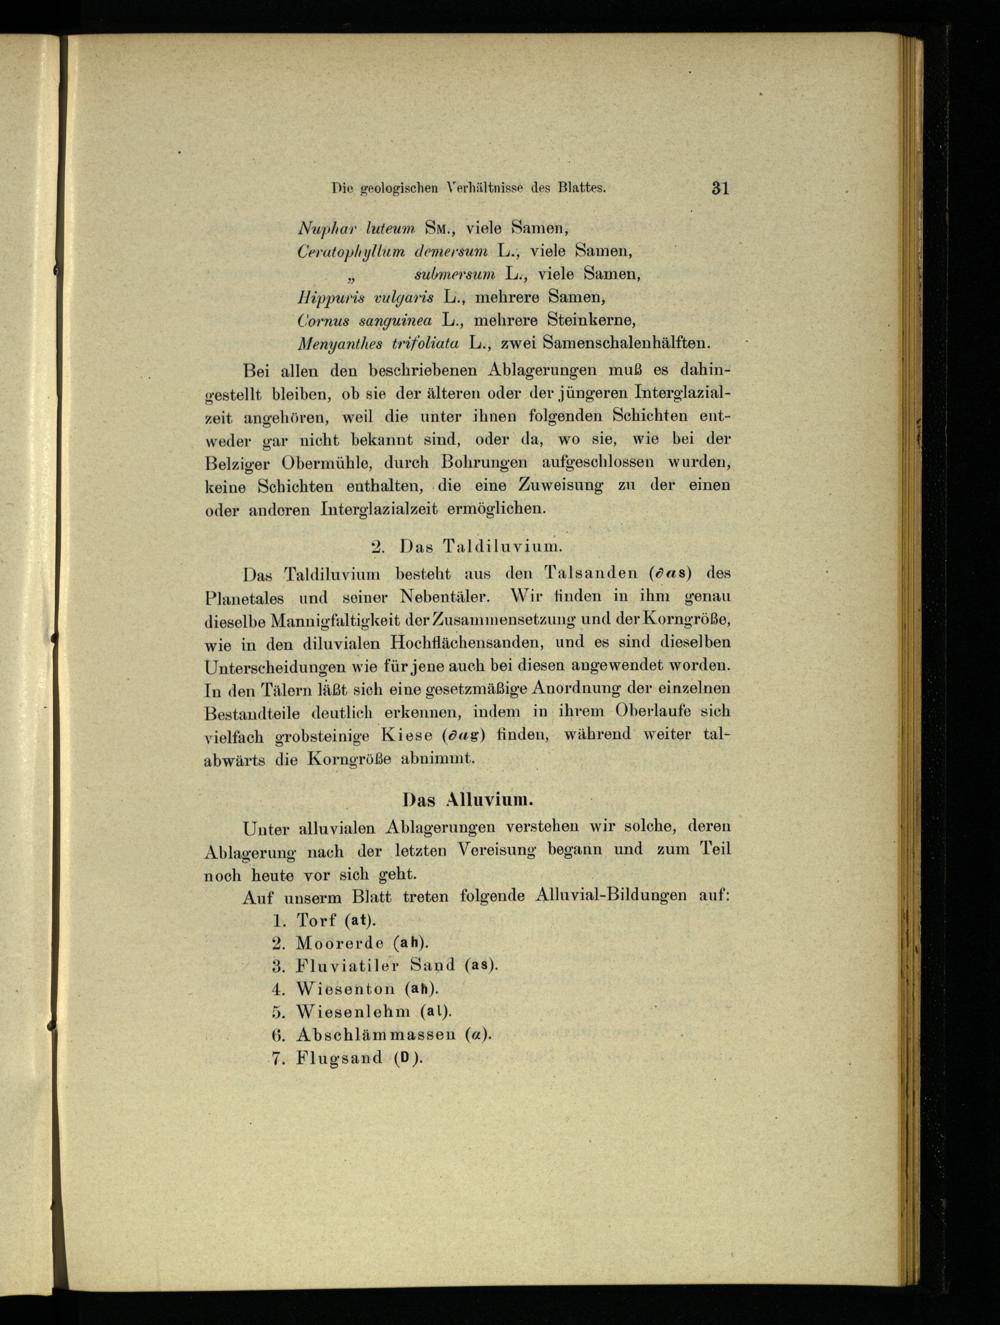 Die geologischen Verhältnisse des Blattes. 31
Nuphar luteum SM., viele Samen,
Ceratophyllum demersum L., viele Samen,
„ submersum L., viele Samen,
Hippuris vulgaris L., mehrere Samen,
Cornus sanguinea L., mehrere Steinkerne,
Menyanthes trifoliata L., zwei Samenschalenhälften.
Bei allen den beschriebenen Ablagerungen muß es dahin-
gestellt bleiben, ob sie der älteren oder der jüngeren Interglazial-
zeit angehören, weil die unter ihnen folgenden Schichten ent-
weder gar nicht bekannt sind, oder da, wo sie, wie bei der
Belziger Obermühle, durch Bohrungen aufgeschlossen wurden,
keine Schichten enthalten, die eine Zuweisung zu der einen
oder anderen Interglazialzeit ermöglichen.
2. Das Taldiluvium.
Das Taldiluvium besteht aus den Talsanden (∂as) des
Planetales und seiner Nebentäler. Wir finden in ihm genau
dieselbe Mannigfaltigkeit der Zusammensetzung und der Korngröße,
wie in den diluvialen Hochflächensanden, und es sind dieselben
Unterscheidungen wie für jene auch bei diesen angewendet worden.
In den Tälern läßt sich eine gesetzmäßige Anordnung der einzelnen
Bestandteile deutlich erkennen, indem in ihrem Oberlaufe sich
vielfach grobsteinige Kiese (∂ag) finden, während weiter tal-
abwärts die Korngröße abnimmt.
Das Alluvium.
Unter alluvialen Ablagerungen verstehen wir solche, deren
Ablagerung nach der letzten Vereisung begann und zum Teil
noch heute vor sich geht.
Auf unserm Blatt treten folgende Alluvial-Bildungen auf:
1. Torf (at).
2. Moorerde (ah).
3. Fluviatiler Sand (as).
4. Wiesenton (ah).
5. Wiesenlehm (al).
6. Abschlämmassen (α).
7. Flugsand (D).